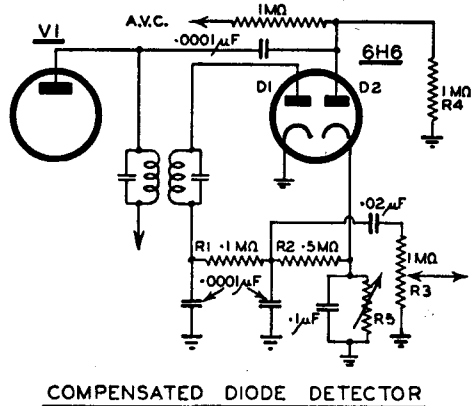 1MΩ
V1
A.V.C.
.0001µF
6H6
D1
D2
1MΩ
R4
.02µF
R1 .1MΩ
R2 .5MΩ
1MΩ
R3
.0001µF
.1µF
R5
COMPENSATED DIODE DETECTOR